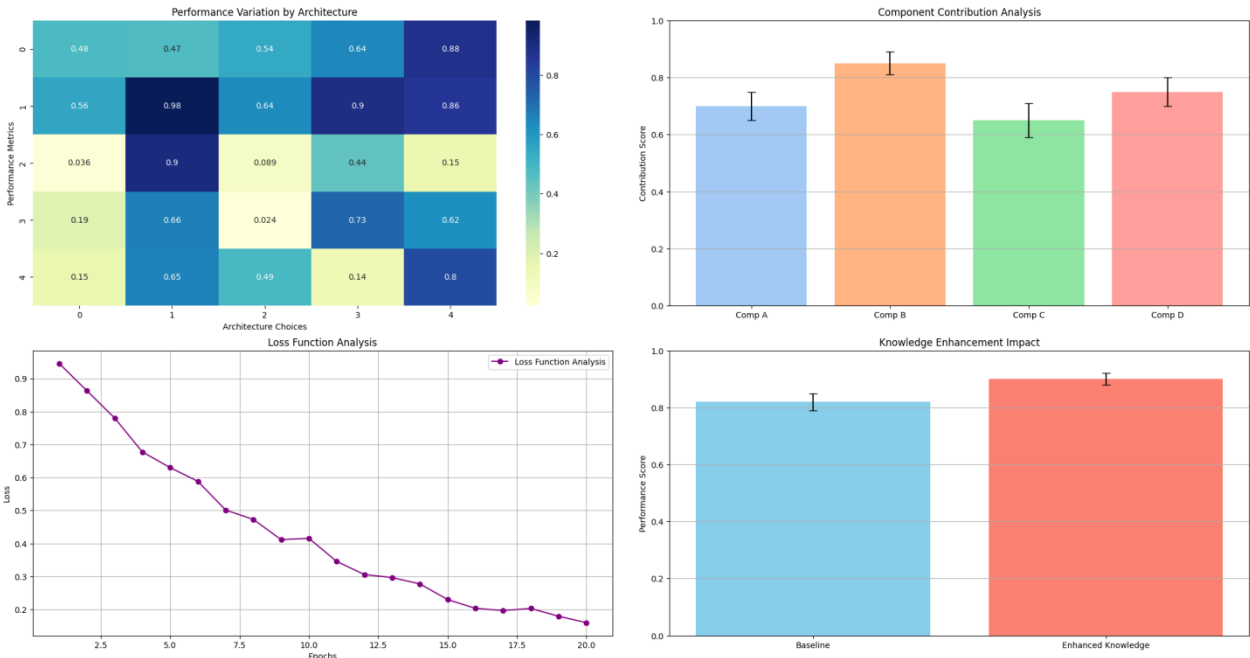 Performance Variation by Architecture
Performance Metrics
0
0.48 0.47 0.54 0.64 0.88
1
0.56 0.98 0.64 0.9 0.86
2
0.036 0.9 0.089 0.44 0.15
3
0.19 0.66 0.024 0.73 0.62
4
0.15 0.65 0.49 0.14 0.8
0 1 2 3 4
Architecture Choices
0.8
0.6
0.4
0.2
Component Contribution Analysis
Contribution Score
1.0
0.8
0.6
0.4
0.2
0.0
Comp A Comp B Comp C Comp D
Loss Function Analysis
Loss Function Analysis
Loss
0.9
0.8
0.7
0.6
0.5
0.4
0.3
0.2
2.5 5.0 7.5 10.0 12.5 15.0 17.5 20.0
Epochs
Knowledge Enhancement Impact
Performance Score
1.0
0.8
0.6
0.4
0.2
0.0
Baseline Enhanced Knowledge